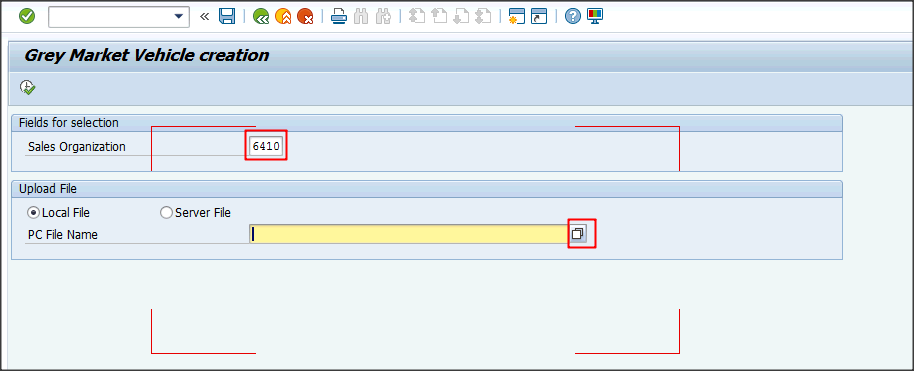 Grey Market Vehicle creation
Fields for selection
Sales Organization 6410
Upload File
Local File Server File
PC File Name